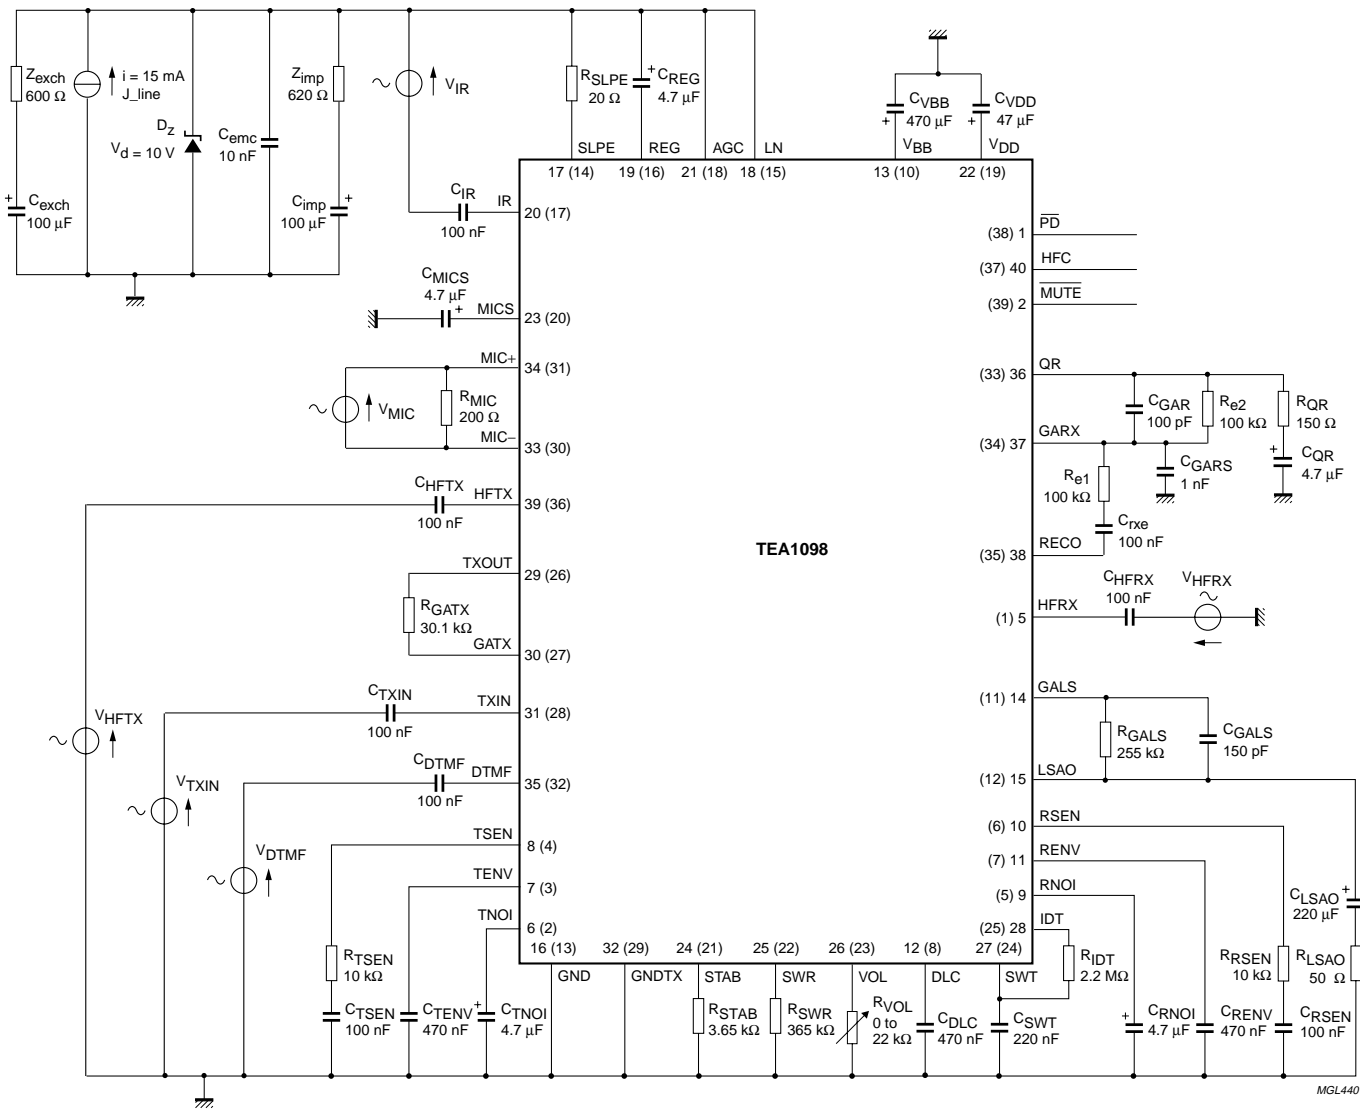 Zexch
600 Ω
i = 15 mA
J_line
Zimp
620 Ω
VIR
RSLPE
20 Ω
CREG
4.7 μF
CVBB
470 μF
CVDD
47 μF
Dz
Vd = 10 V
Cemc
10 nF
Cexch
100 μF
Cimp
100 μF
SLPE
REG
AGC
LN
VBB
VDD
17 (14)
19 (16)
21 (18)
18 (15)
13 (10)
22 (19)
CIR
100 nF
IR
20 (17)
(38) 1
PD
(37) 40
HFC
(39) 2
MUTE
CMICS
4.7 μF
MICS
23 (20)
MIC+
34 (31)
VMIC
RMIC
200 Ω
MIC−
33 (30)
(33) 36
QR
CGAR
100 pF
Re2
100 kΩ
RQR
150 Ω
(34) 37
GARX
Re1
100 kΩ
CGARS
1 nF
CQR
4.7 μF
Crxe
100 nF
(35) 38
RECO
CHFTX
100 nF
HFTX
39 (36)
TEA1098
TXOUT
29 (26)
RGATX
30.1 kΩ
GATX
30 (27)
CHFRX
100 nF
VHFRX
(1) 5
HFRX
CTXIN
100 nF
TXIN
31 (28)
(11) 14
GALS
RGALS
255 kΩ
CGALS
150 pF
VHFTX
CDTMF
100 nF
DTMF
35 (32)
(12) 15
LSAO
VTXIN
TSEN
8 (4)
(6) 10
RSEN
VDTMF
TENV
7 (3)
(7) 11
RENV
TNOI
6 (2)
(5) 9
RNOI
(25) 28
IDT
CLSAO
220 μF
16 (13)
32 (29)
24 (21)
25 (22)
26 (23)
12 (8)
27 (24)
GND
GNDTX
STAB
SWR
VOL
DLC
SWT
RTSEN
10 kΩ
RIDT
2.2 MΩ
RRSEN
10 kΩ
RLSAO
50 Ω
CTSEN
100 nF
CTENV
470 nF
CTNOI
4.7 μF
RSTAB
3.65 kΩ
RSWR
365 kΩ
RVOL
0 to
22 kΩ
CDLC
470 nF
CSWT
220 nF
CRNOI
4.7 μF
CRENV
470 nF
CRSEN
100 nF
MGL440